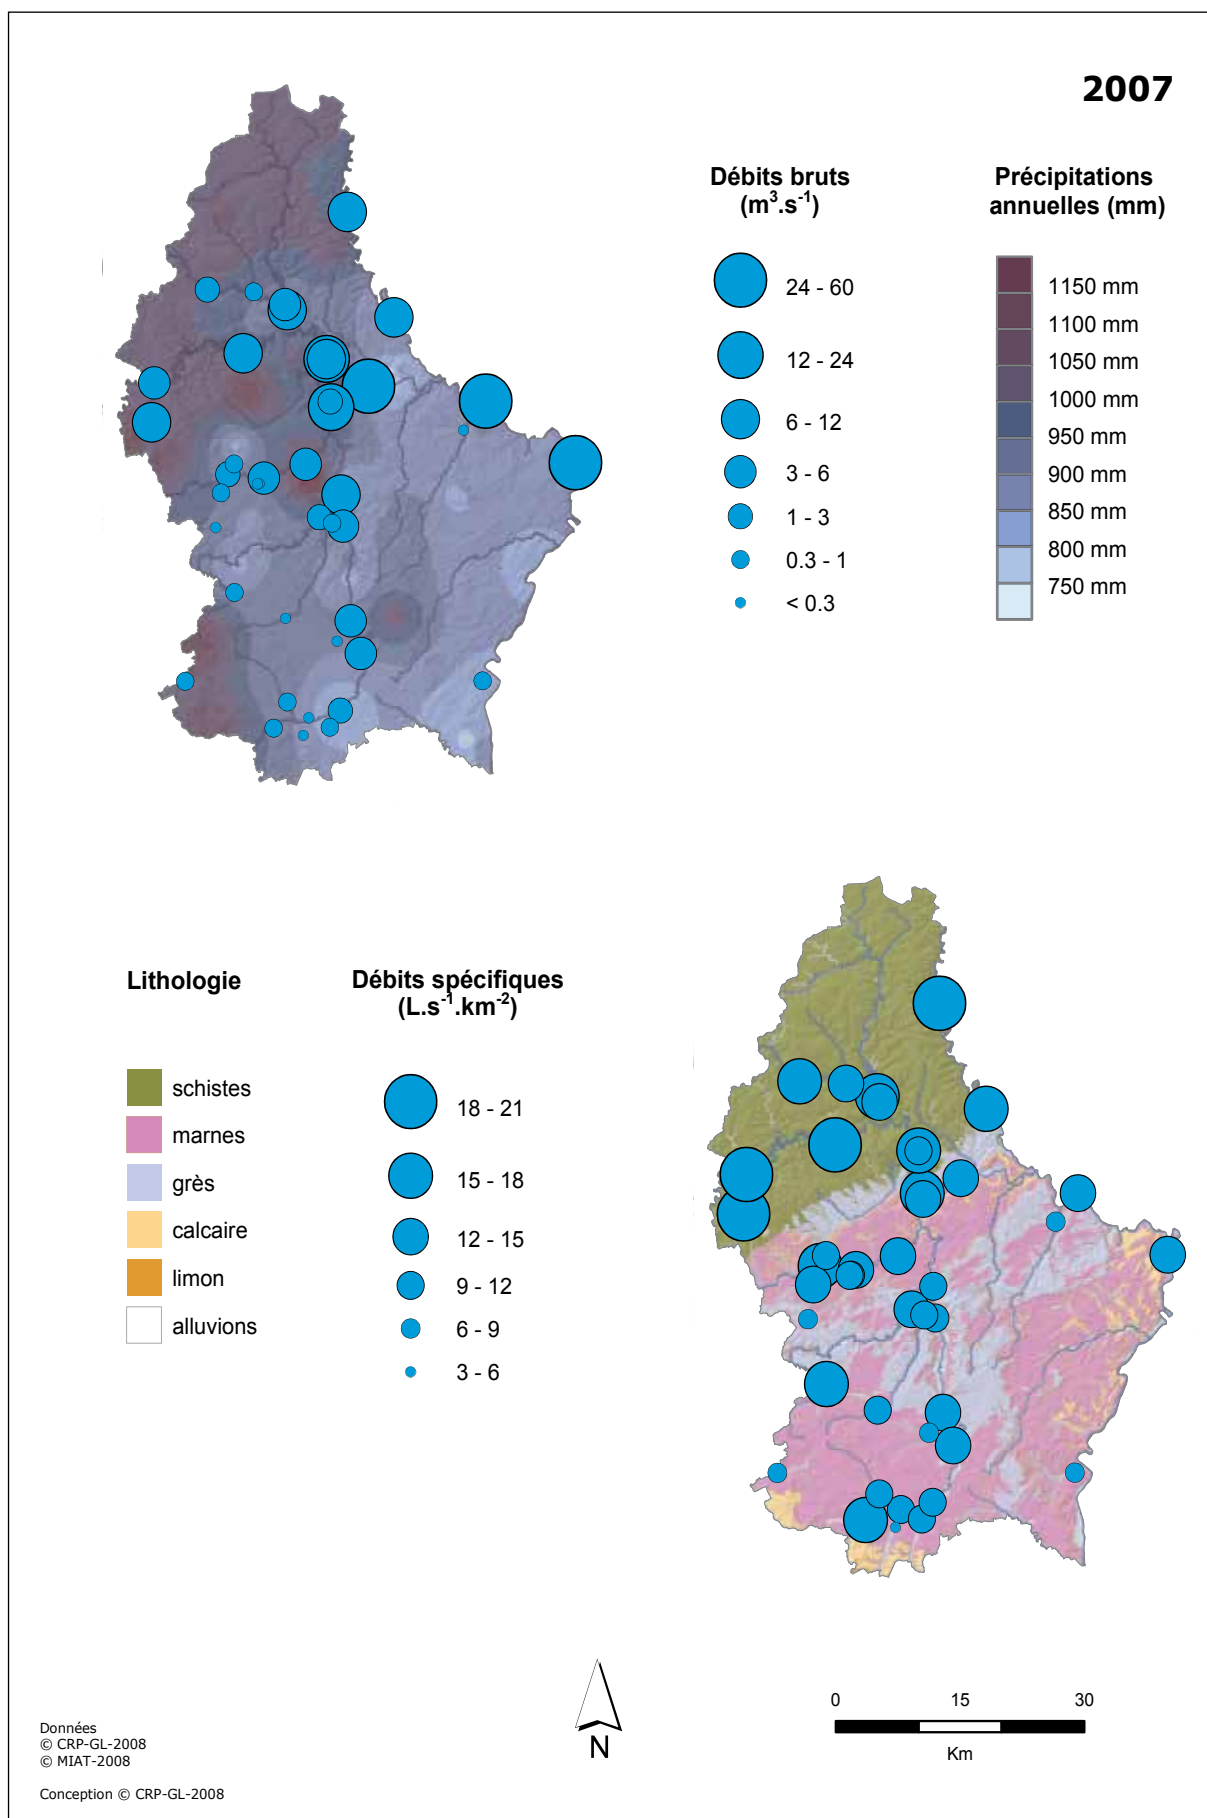 2007
Débits bruts
(m³.s⁻¹)
24 - 60
12 - 24
6 - 12
3 - 6
1 - 3
0.3 - 1
< 0.3
Précipitations
annuelles (mm)
1150 mm
1100 mm
1050 mm
1000 mm
950 mm
900 mm
850 mm
800 mm
750 mm
Lithologie
schistes
marnes
grès
calcaire
limon
alluvions
Débits spécifiques
(L.s⁻¹.km⁻²)
18 - 21
15 - 18
12 - 15
9 - 12
6 - 9
3 - 6
N
0 15 30
Km
Données
© CRP-GL-2008
© MIAT-2008
Conception © CRP-GL-2008